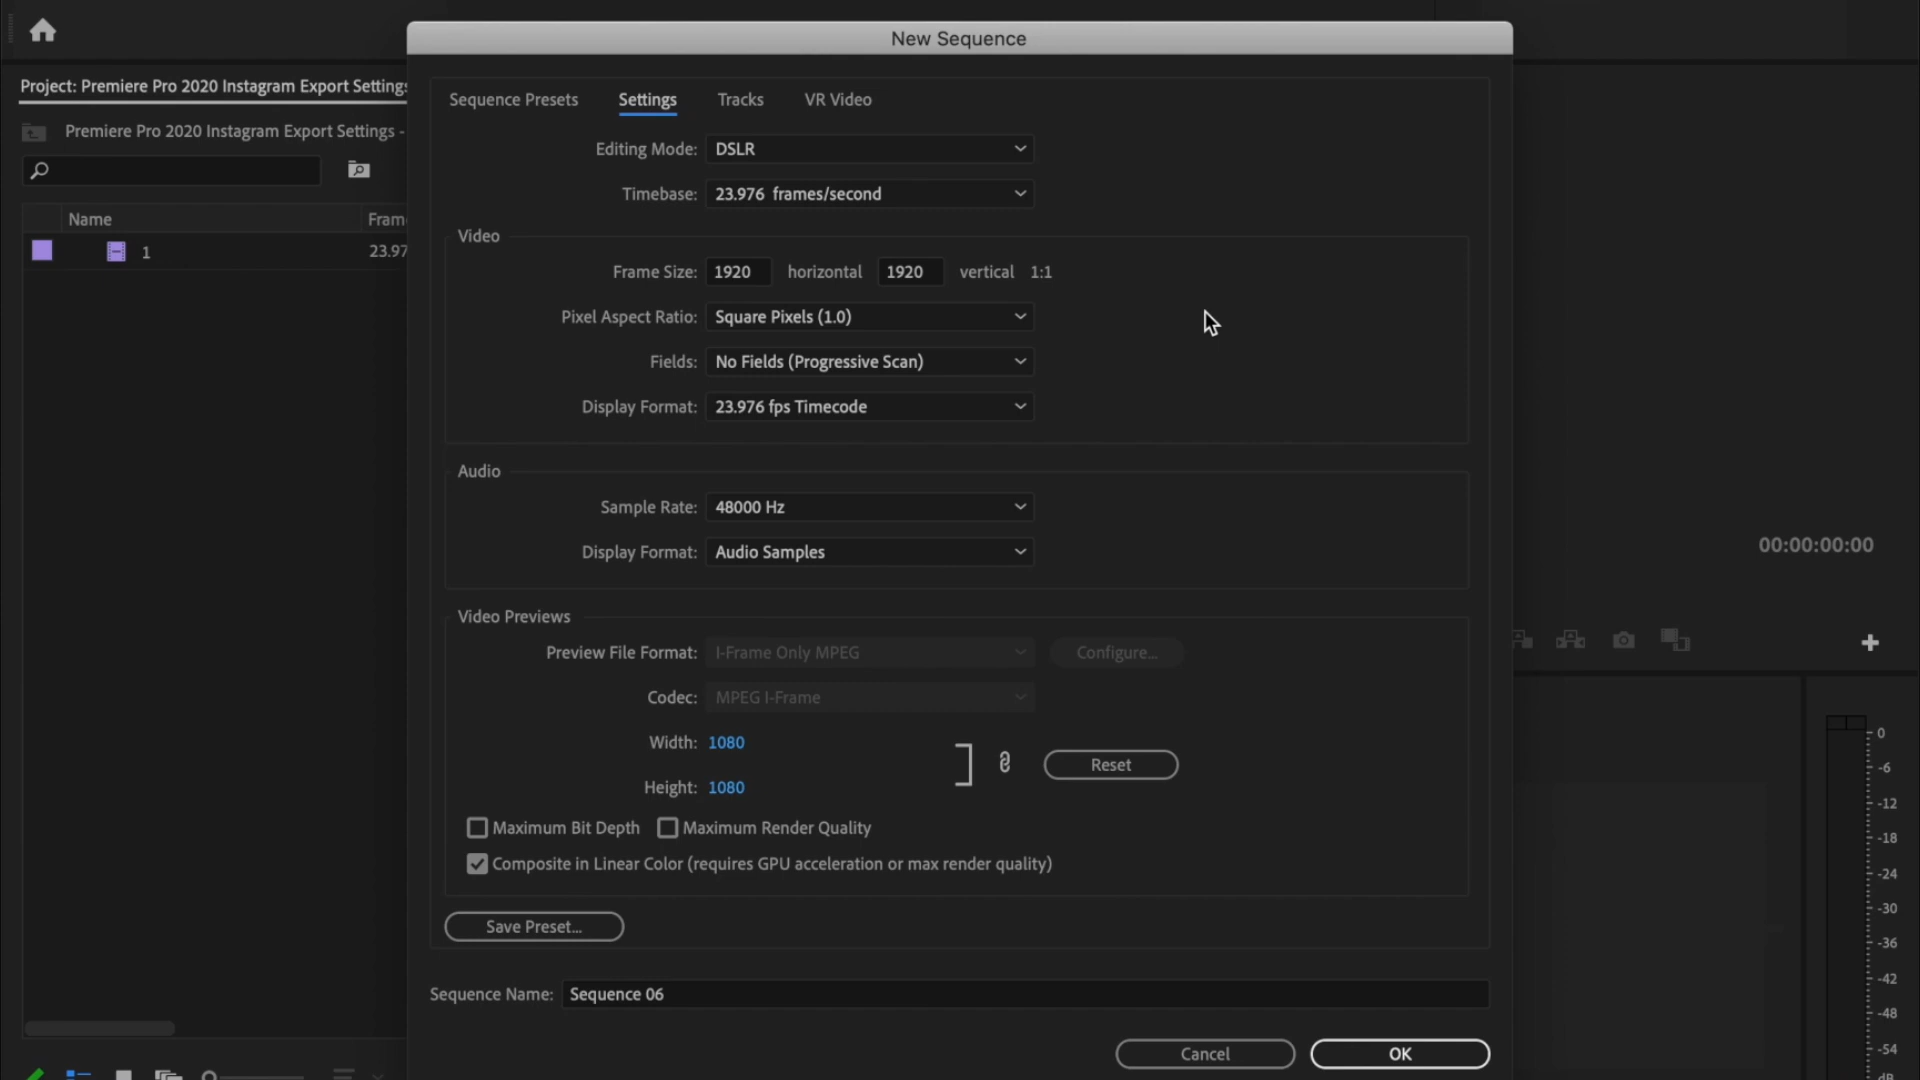 New Sequence
Project: Premiere Pro 2020 Instagram Export Settings
Premiere Pro 2020 Instagram Export Settings -
Name
Fram
1
23.97
Sequence Presets
Settings
Tracks
VR Video
Editing Mode: DSLR
Timebase: 23.976 frames/second
Video
Frame Size: 1920 horizontal 1920 vertical 1:1
Pixel Aspect Ratio: Square Pixels (1.0)
Fields: No Fields (Progressive Scan)
Display Format: 23.976 fps Timecode
Audio
Sample Rate: 48000 Hz
Display Format: Audio Samples
Video Previews
Preview File Format: I-Frame Only MPEG
Configure...
Codec: MPEG I-Frame
Width: 1080
Height: 1080
Reset
Maximum Bit Depth
Maximum Render Quality
Composite in Linear Color (requires GPU acceleration or max render quality)
Save Preset...
Sequence Name: Sequence 06
Cancel
OK
00:00:00:00
0
-6
-12
-18
-24
-30
-36
-42
-48
-54
dB